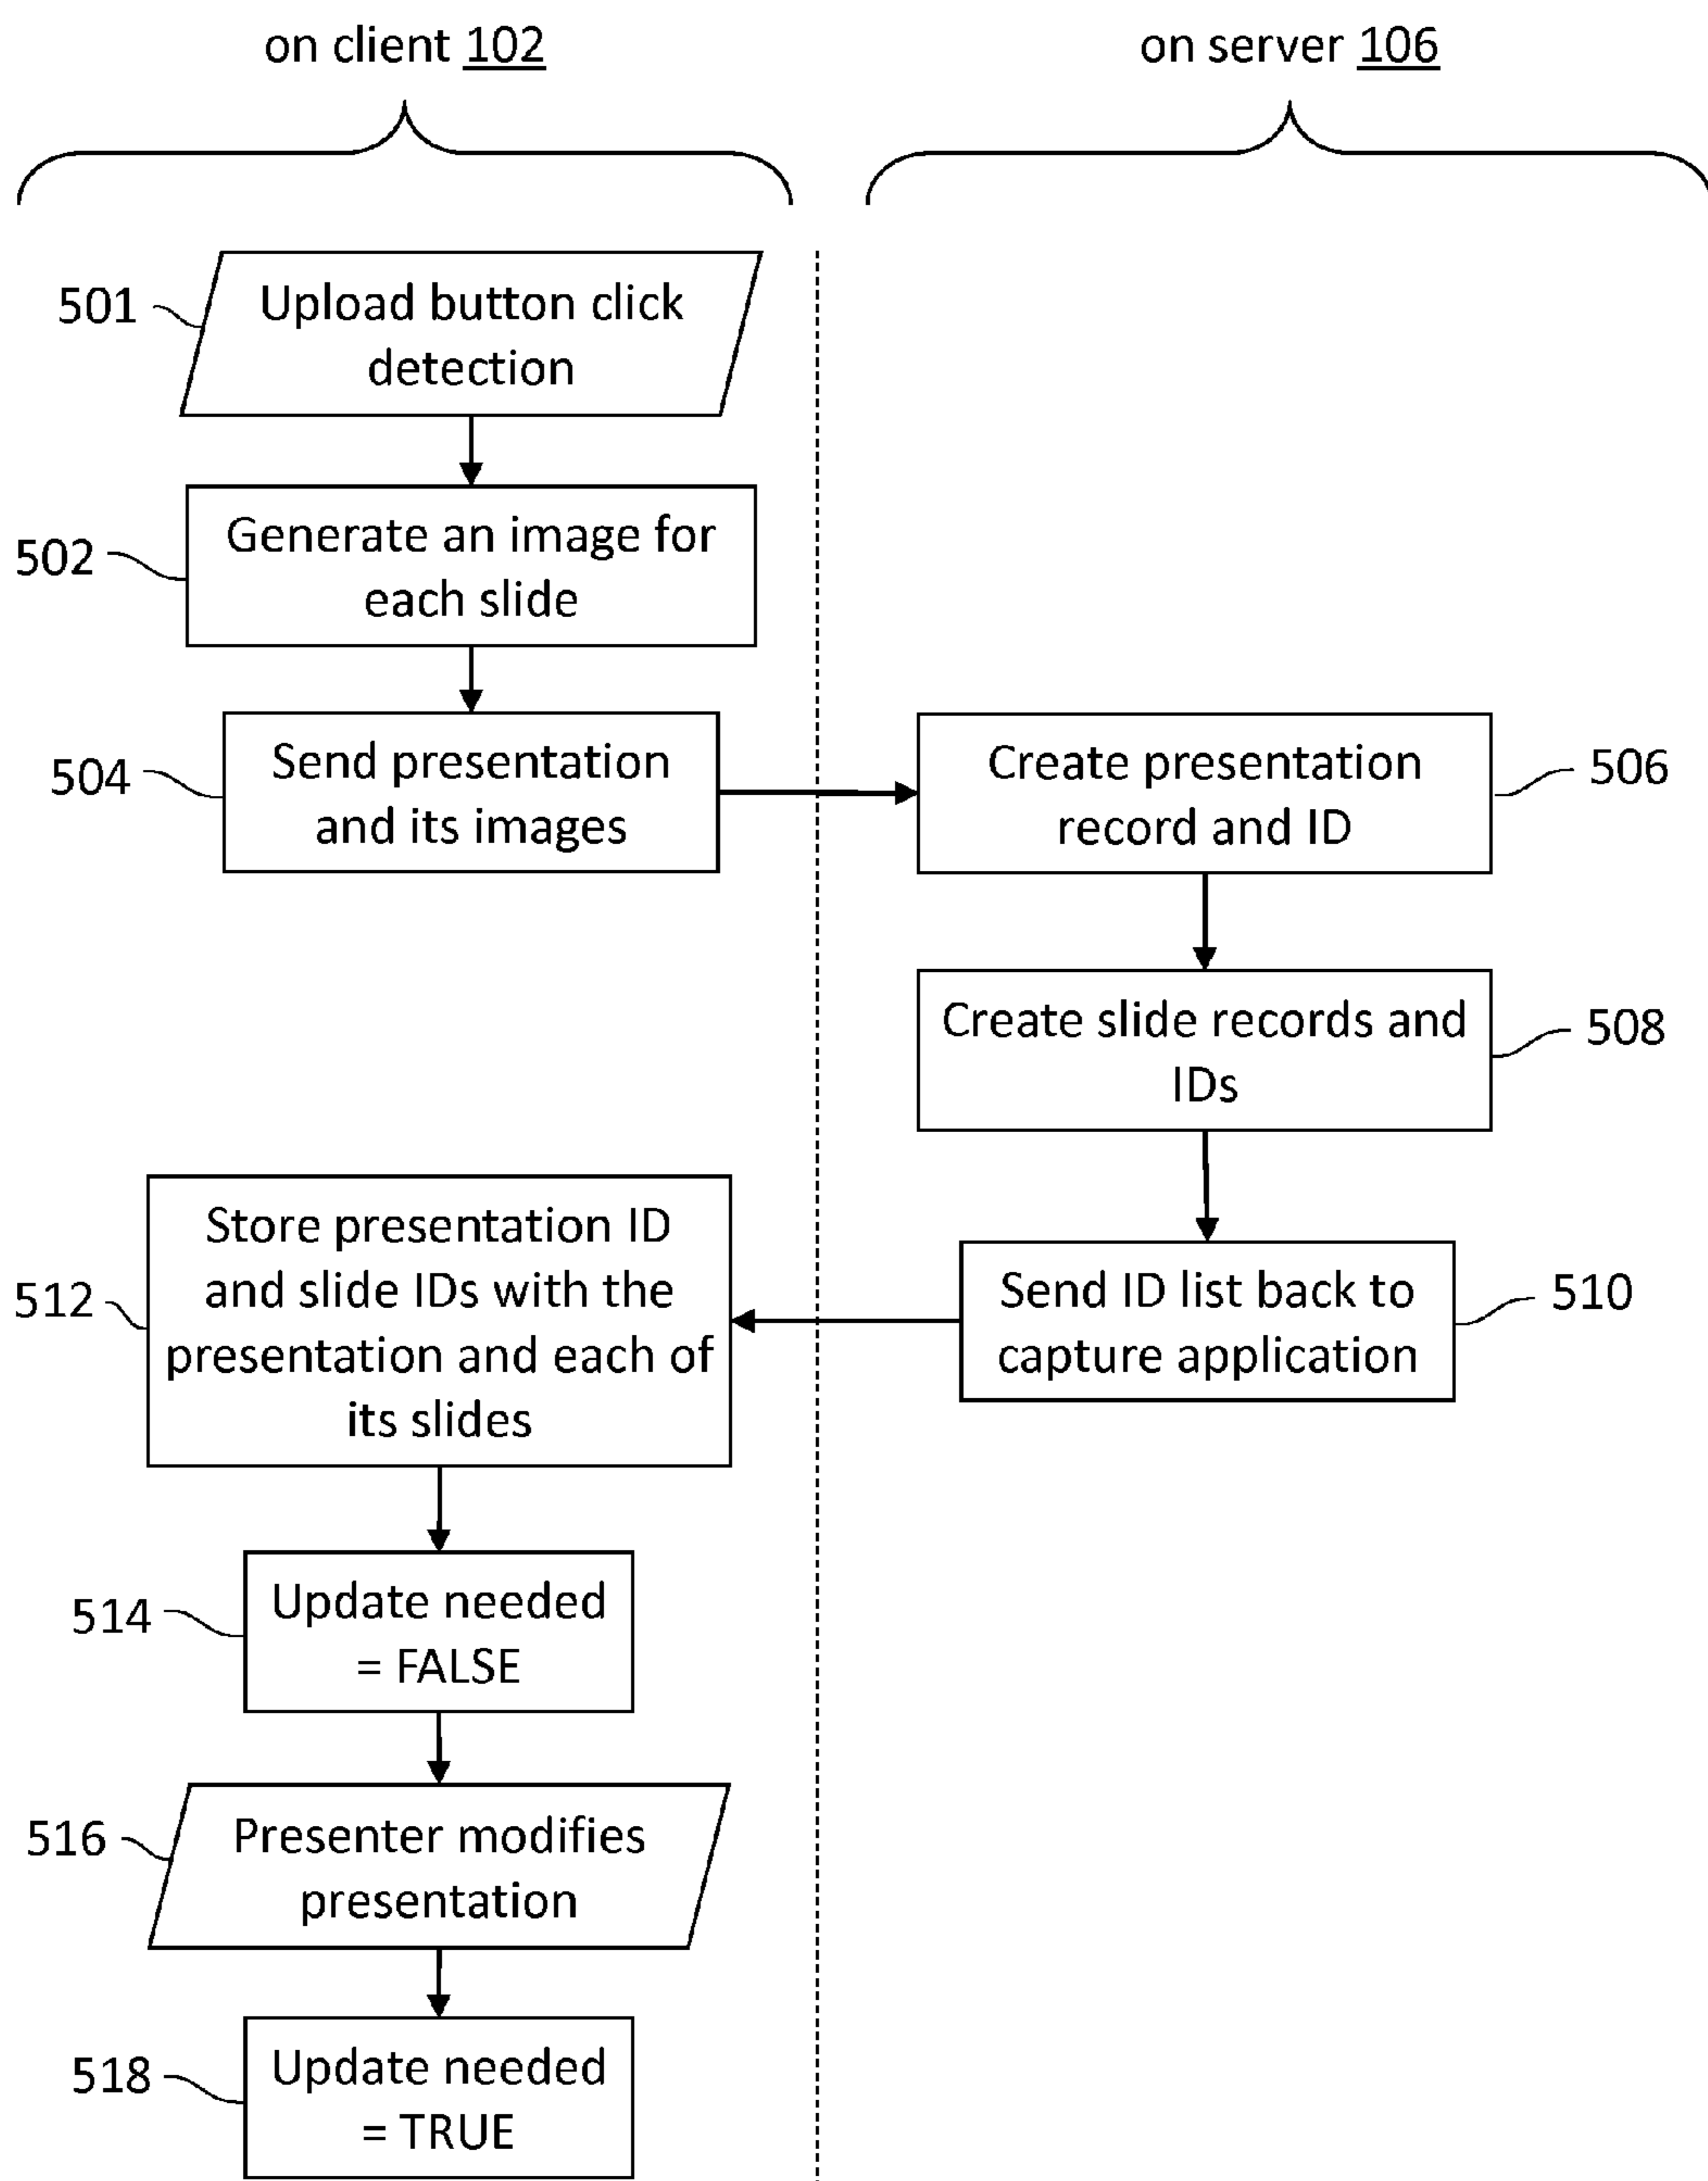 on client 102
on server 106
501
Upload button click
detection
502
Generate an image for
each slide
504
Send presentation
and its images
Create presentation
record and ID
506
Create slide records and
IDs
508
Send ID list back to
capture application
510
512
Store presentation ID
and slide IDs with the
presentation and each of
its slides
514
Update needed
= FALSE
516
Presenter modifies
presentation
518
Update needed
= TRUE